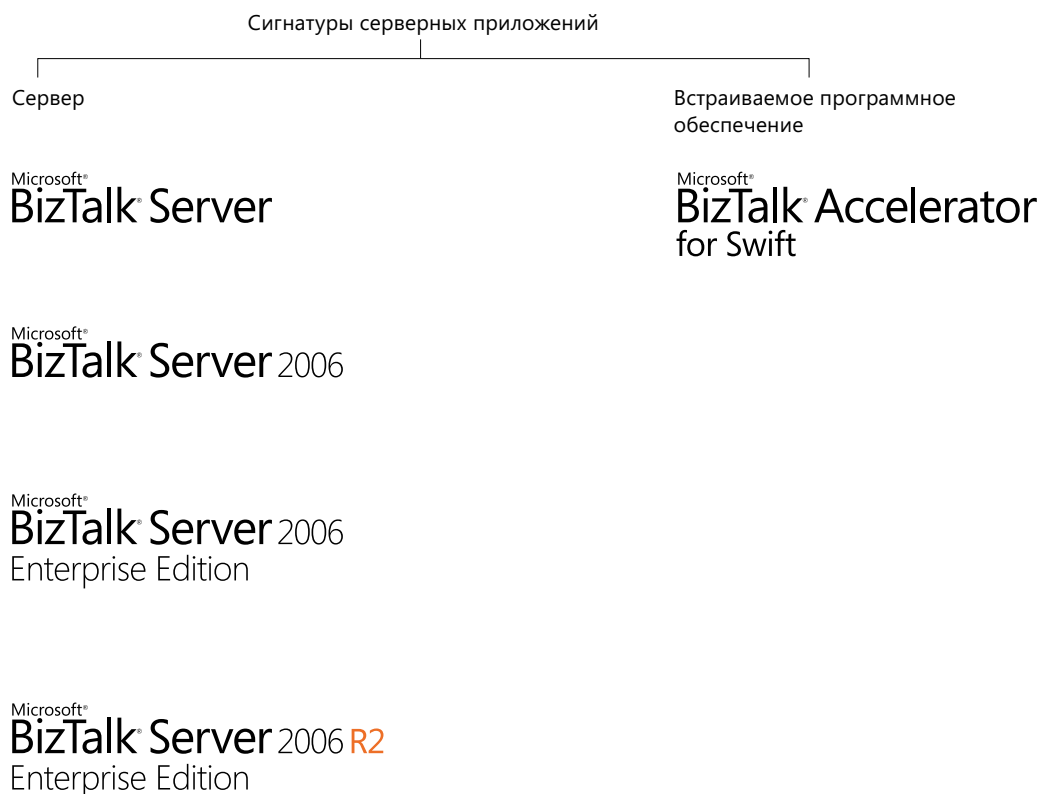 Сигнатуры серверных приложений
Сервер
Microsoft®
BizTalk® Server
Microsoft®
BizTalk® Server 2006
Microsoft®
BizTalk® Server 2006
Enterprise Edition
Microsoft®
BizTalk® Server 2006 R2
Enterprise Edition
Встраиваемое программное
обеспечение
Microsoft®
BizTalk® Accelerator
for Swift